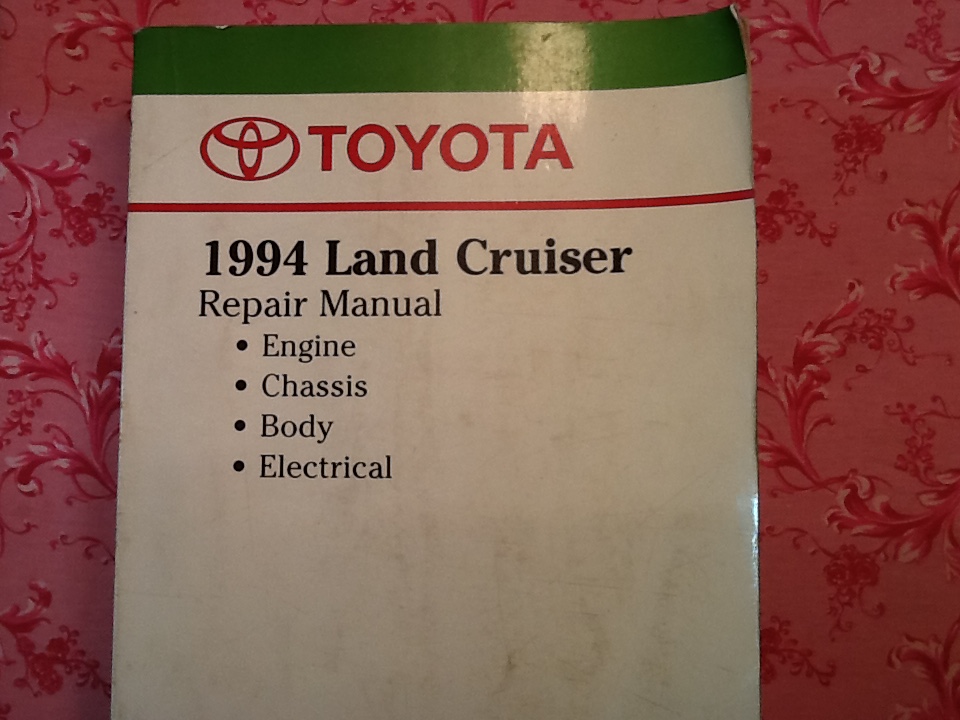 TOYOTA
1994 Land Cruiser
Repair Manual
• Engine
• Chassis
• Body
• Electrical